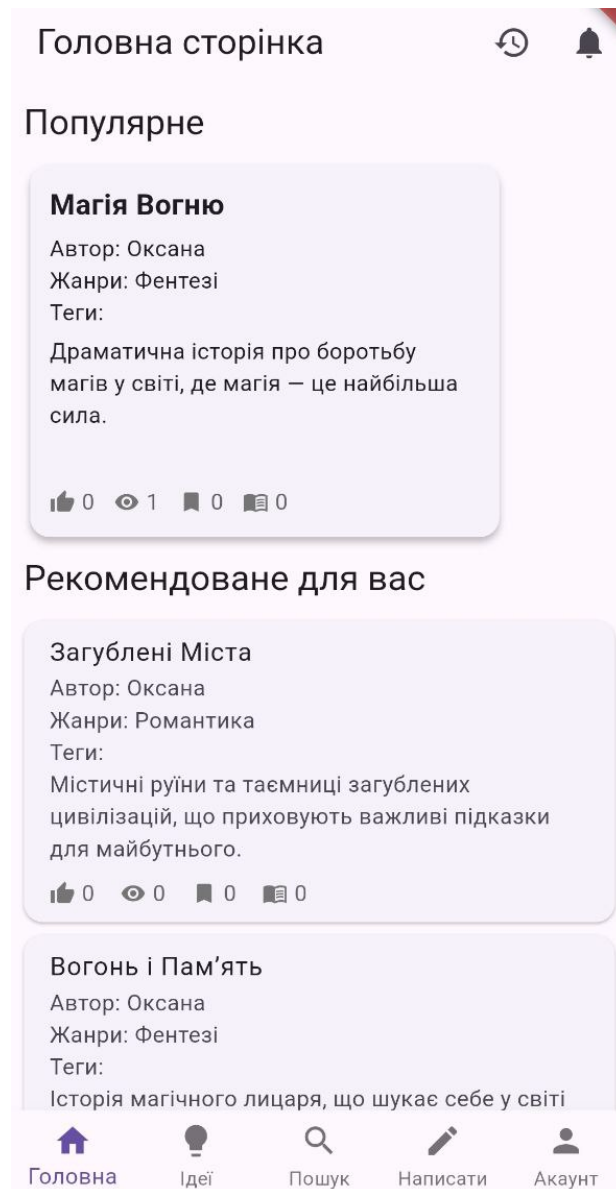 Головна сторінка
Популярне
Магія Вогню
Автор: Оксана
Жанри: Фентезі
Теги:
Драматична історія про боротьбу
магів у світі, де магія — це найбільша
сила.
0 1 0 0
Рекомендоване для вас
Загублені Міста
Автор: Оксана
Жанри: Романтика
Теги:
Містичні руїни та таємниці загублених
цивілізацій, що приховують важливі підказки
для майбутнього.
0 0 0 0
Вогонь і Пам’ять
Автор: Оксана
Жанри: Фентезі
Теги:
Історія магічного лицаря, що шукає себе у світі
Головна Ідеї Пошук Написати Акаунт